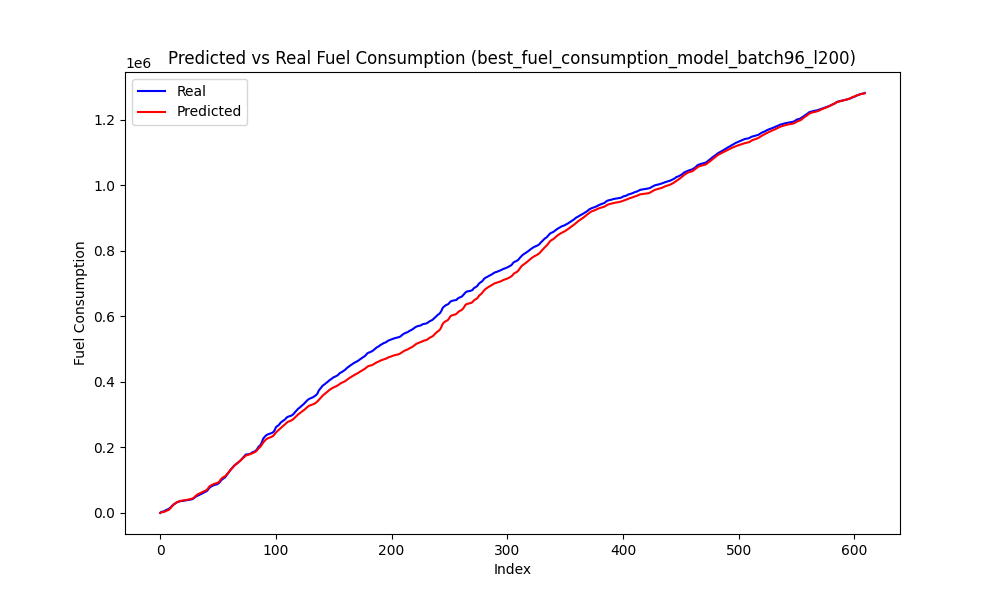 Predicted vs Real Fuel Consumption (best_fuel_consumption_model_batch96_l200)
1e6
Real
Predicted
1.2
1.0
0.8
0.6
0.4
0.2
0.0
Fuel Consumption
0 100 200 300 400 500 600
Index